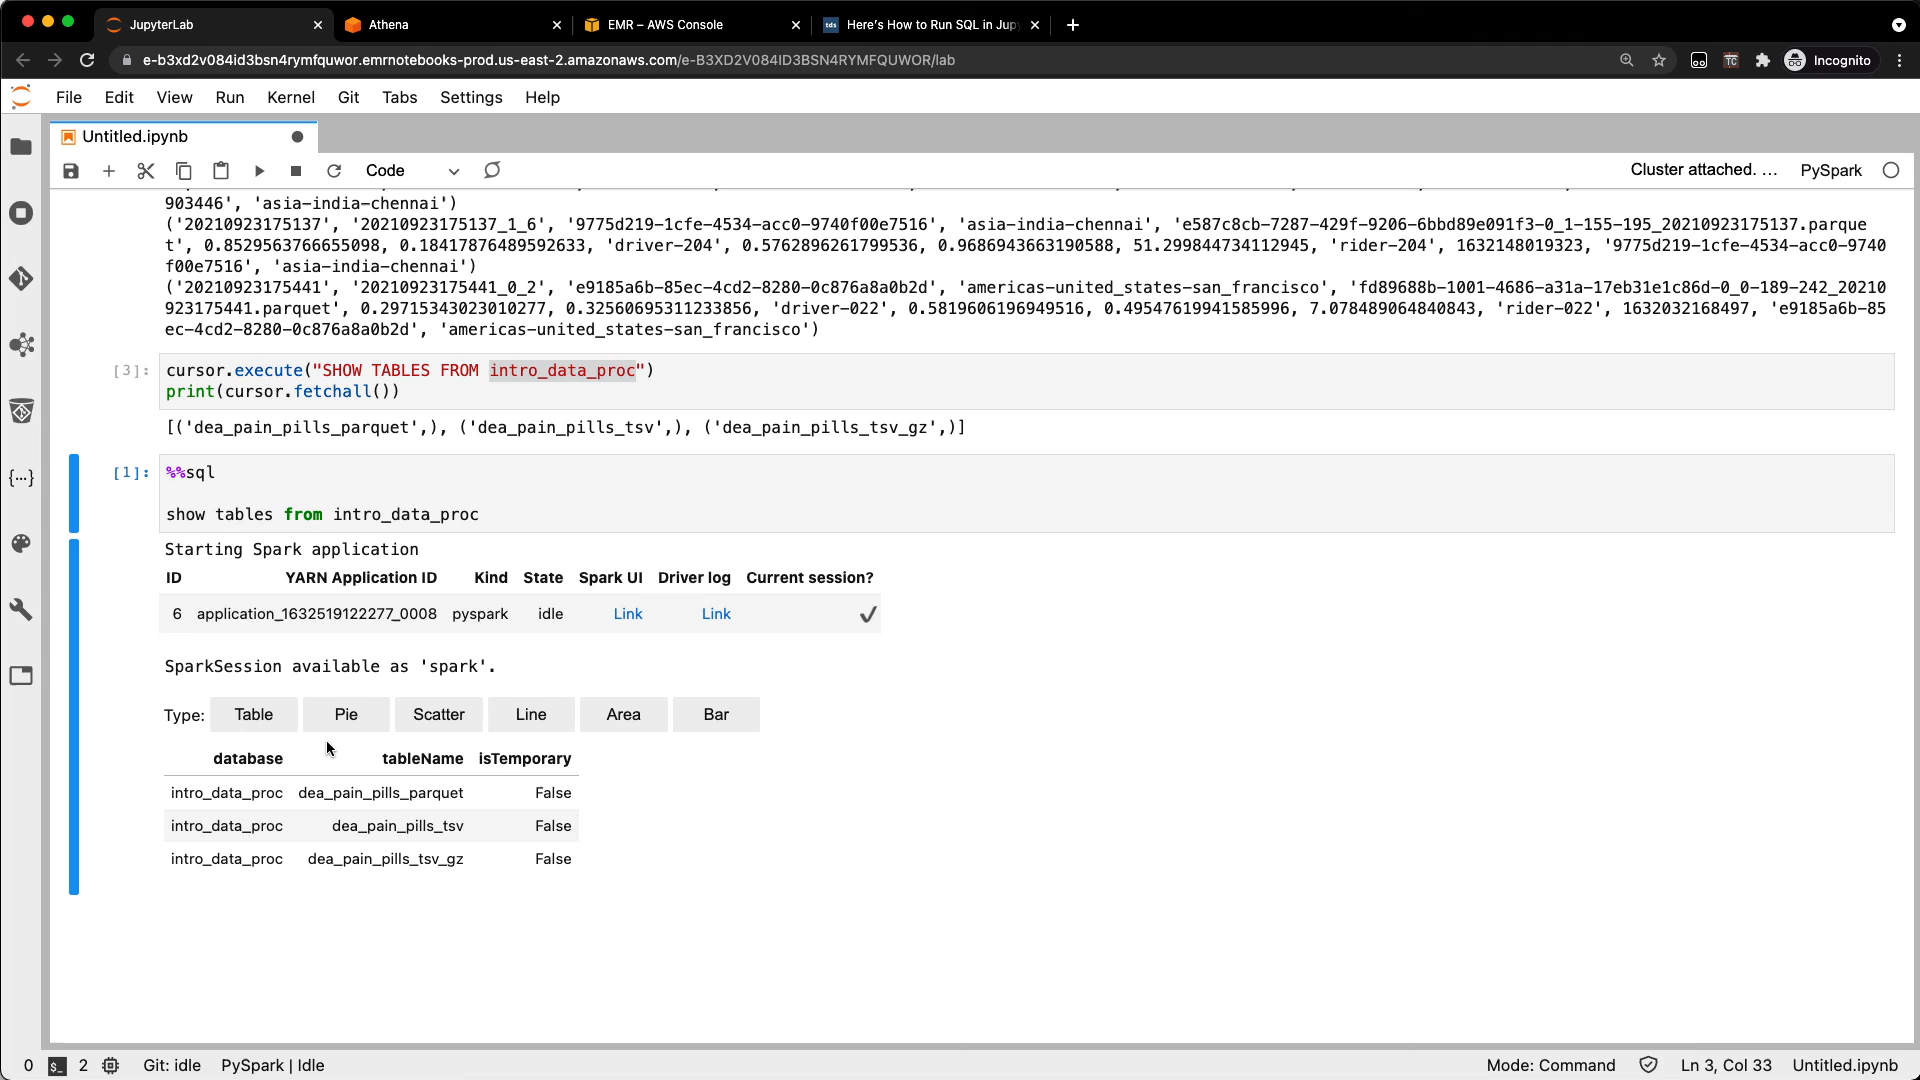 JupyterLab
Athena
EMR – AWS Console
Here's How to Run SQL in Jup
e-b3xd2v084id3bsn4rymfquwor.emrnotebooks-prod.us-east-2.amazonaws.com/e-B3XD2V084ID3BSN4RYMFQUWOR/lab
Incognito
File Edit View Run Kernel Git Tabs Settings Help
Untitled.ipynb
Code
Cluster attached. ...
PySpark
903446', 'asia-india-chennai')
('20210923175137', '20210923175137_1_6', '9775d219-1cfe-4534-acc0-9740f00e7516', 'asia-india-chennai', 'e587c8cb-7287-429f-9206-6bbd89e091f3-0_1-155-195_20210923175137.parque
t', 0.8529563766655098, 0.18417876489592633, 'driver-204', 0.5762896261799536, 0.9686943663190588, 51.299844734112945, 'rider-204', 1632148019323, '9775d219-1cfe-4534-acc0-9740
f00e7516', 'asia-india-chennai')
('20210923175441', '20210923175441_0_2', 'e9185a6b-85ec-4cd2-8280-0c876a8a0b2d', 'americas-united_states-san_francisco', 'fd89688b-1001-4686-a31a-17eb31e1c86d-0_0-189-242_20210
923175441.parquet', 0.29715343023010277, 0.325606953112338​56, 'driver-022', 0.5819606196949516, 0.49547619941585996, 7.078489064840843, 'rider-022', 1632032168497, 'e9185a6b-85
ec-4cd2-8280-0c876a8a0b2d', 'americas-united_states-san_francisco')
[3]: cursor.execute("SHOW TABLES FROM intro_data_proc")
print(cursor.fetchall())
[('dea_pain_pills_parquet',), ('dea_pain_pills_tsv',), ('dea_pain_pills_tsv_gz',)]
[1]: %%sql
show tables from intro_data_proc
Starting Spark application
ID YARN Application ID Kind State Spark UI Driver log Current session?
6 application_1632519122277_0008 pyspark idle Link Link ✓
SparkSession available as 'spark'.
Type: Table Pie Scatter Line Area Bar
database tableName isTemporary
intro_data_proc dea_pain_pills_parquet False
intro_data_proc dea_pain_pills_tsv False
intro_data_proc dea_pain_pills_tsv_gz False
0 2 Git: idle PySpark | Idle
Mode: Command Ln 3, Col 33 Untitled.ipynb